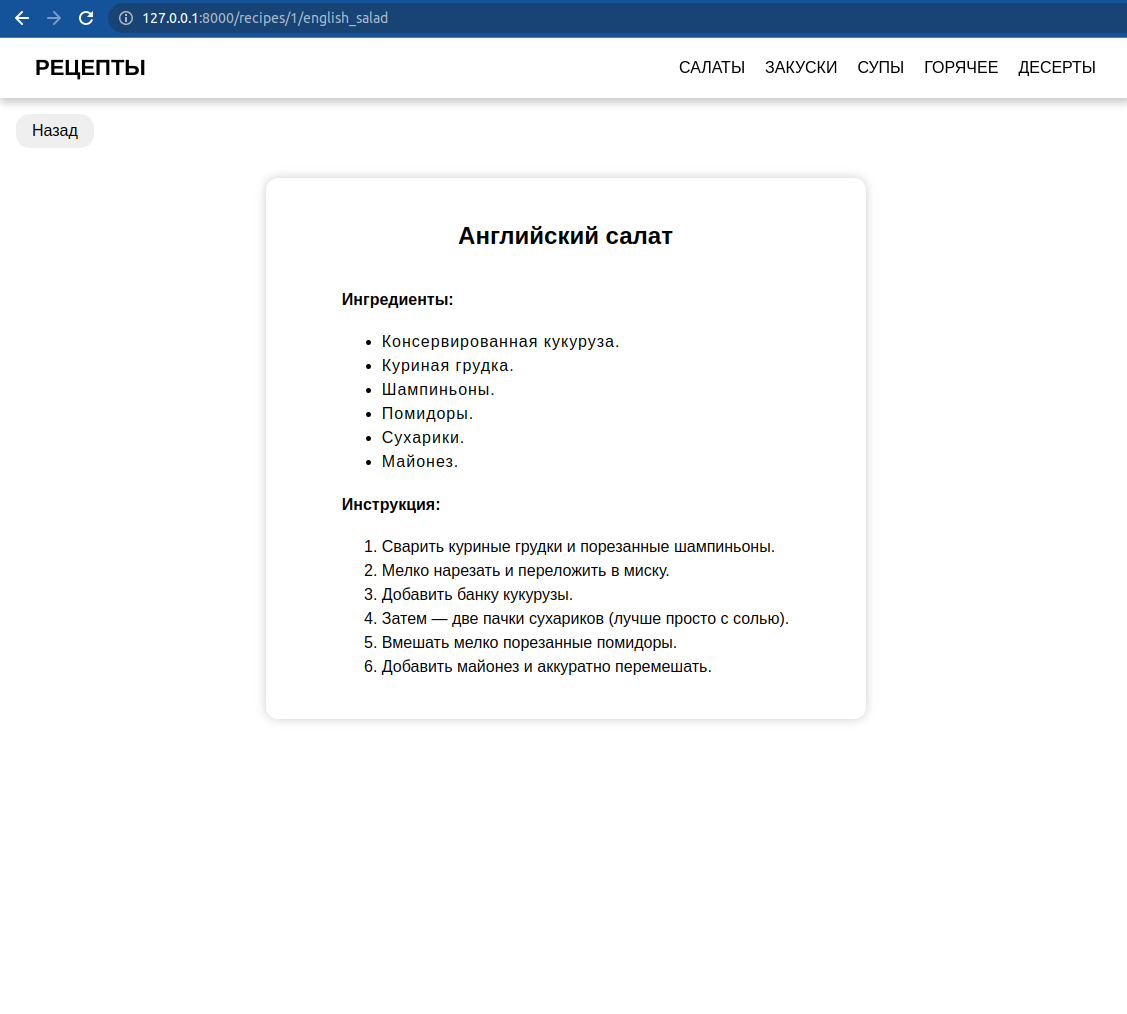 127.0.0.1:8000/recipes/1/english_salad
РЕЦЕПТЫ САЛАТЫ ЗАКУСКИ СУПЫ ГОРЯЧЕЕ ДЕСЕРТЫ
Назад
Английский салат
Ингредиенты:
• Консервированная кукуруза.
• Куриная грудка.
• Шампиньоны.
• Помидоры.
• Сухарики.
• Майонез.
Инструкция:
1. Сварить куриные грудки и порезанные шампиньоны.
2. Мелко нарезать и переложить в миску.
3. Добавить банку кукурузы.
4. Затем — две пачки сухариков (лучше просто с солью).
5. Вмешать мелко порезанные помидоры.
6. Добавить майонез и аккуратно перемешать.